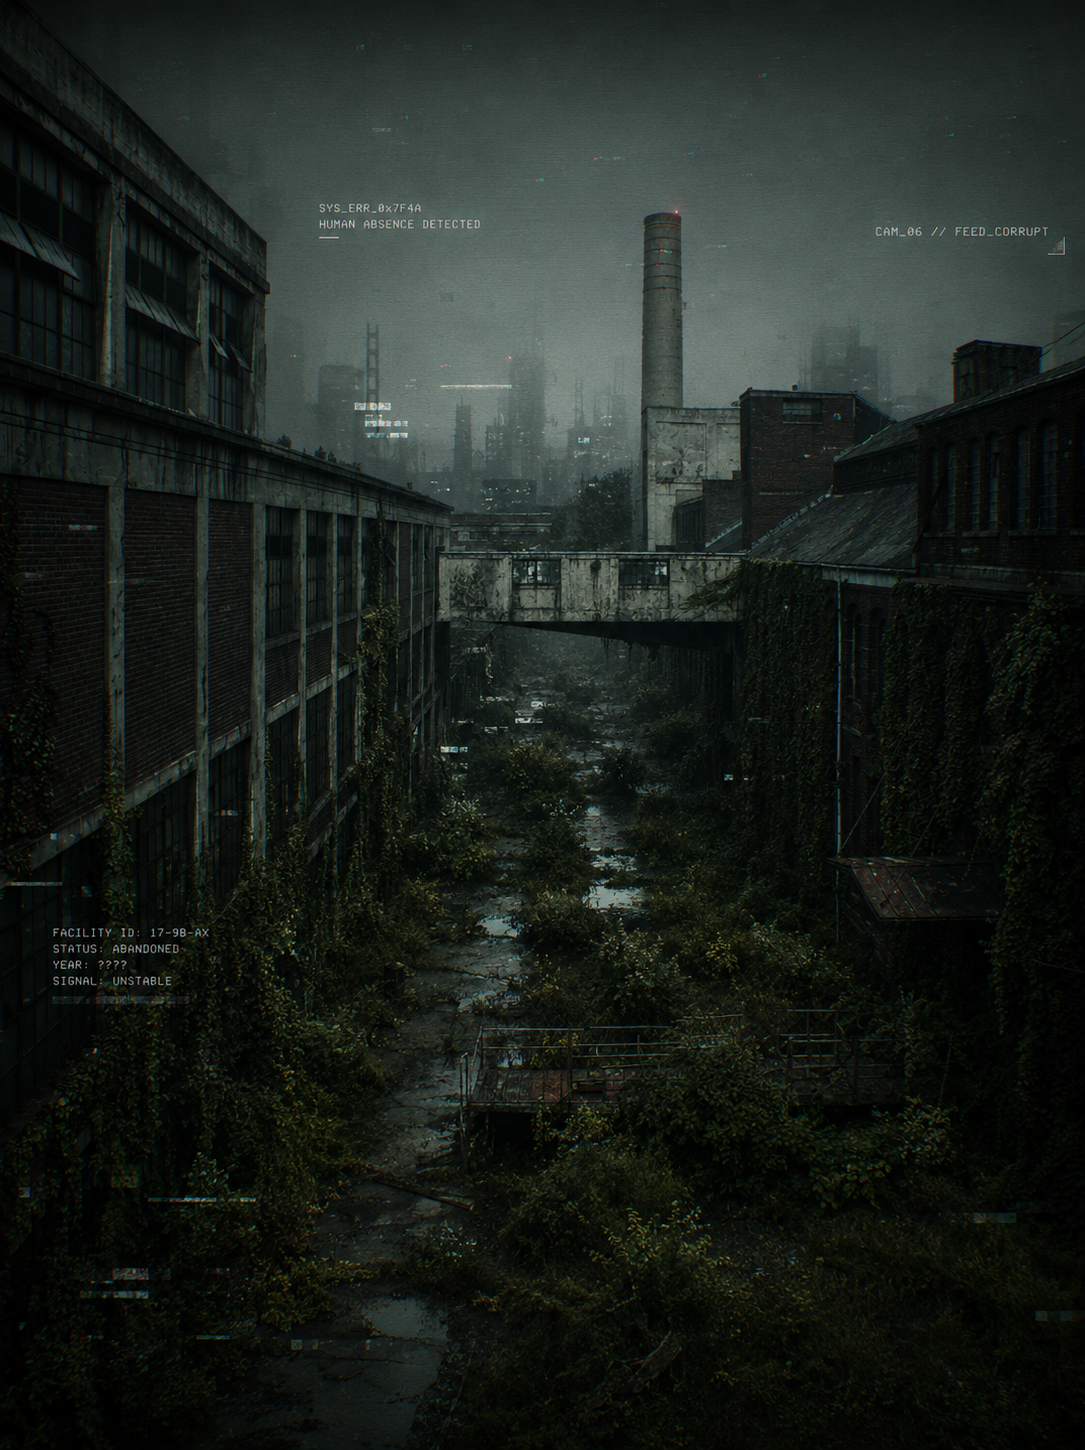 SYS_ERR_0x7F4A
HUMAN ABSENCE DETECTED
CAM_06 // FEED_CORRUPT
FACILITY ID: 17-9B-AX
STATUS: ABANDONED
YEAR: ????
SIGNAL: UNSTABLE